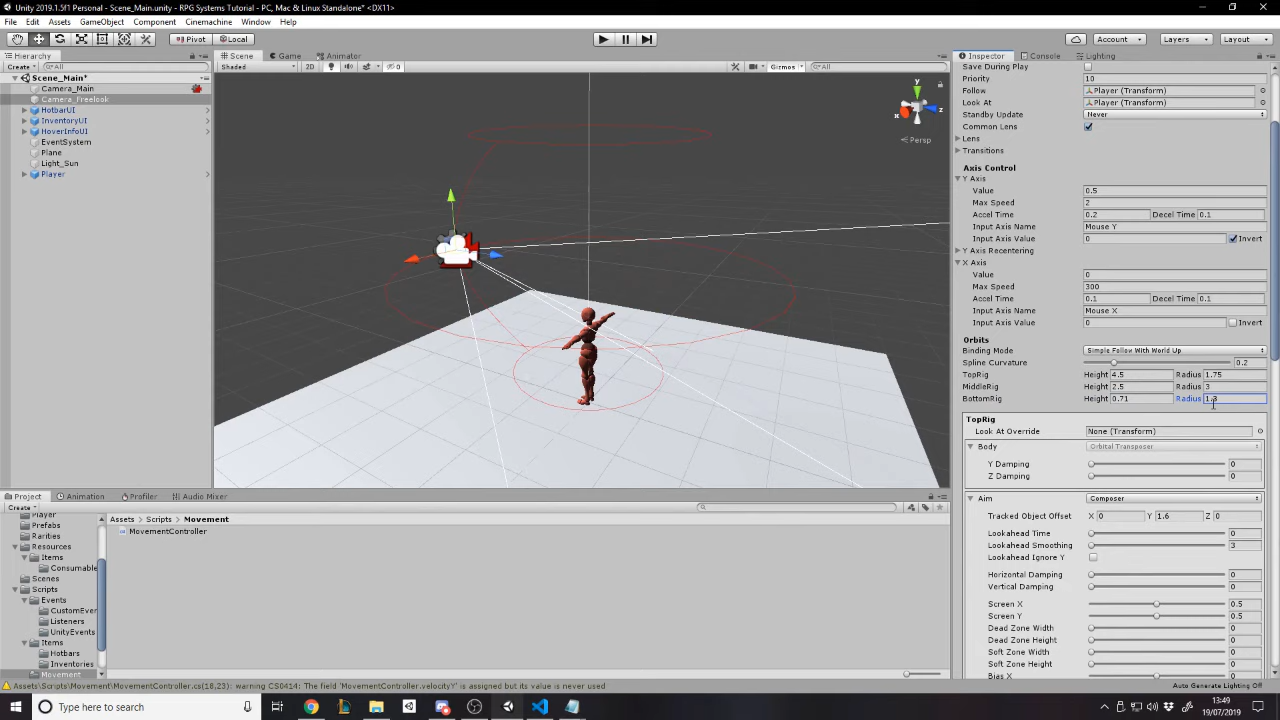 Unity 2019.1.5f1 Personal - Scene_Main.unity - RPG Systems Tutorial - PC, Mac & Linux Standalone* <DX11>
File Edit Assets GameObject Component Cinemachine Window Help
Pivot Local Account Layers Layout
Hierarchy
Create All
Scene_Main*
Camera_Main
Camera_Freelook
HotbarUI
InventoryUI
HoverInfoUI
EventSystem
Plane
Light_Sun
Player
Scene Game Animator
Shaded 2D 0 Gizmos All
y
x z
Persp
Inspector Console Lighting
Save During Play
Priority 10
Follow Player (Transform)
Look At Player (Transform)
Standby Update Never
Common Lens
Lens
Transitions
Axis Control
Y Axis
Value 0.5
Max Speed 2
Accel Time 0.2 Decel Time 0.1
Input Axis Name Mouse Y
Input Axis Value 0 Invert
Y Axis Recentering
X Axis
Value 0
Max Speed 300
Accel Time 0.1 Decel Time 0.1
Input Axis Name Mouse X
Input Axis Value 0 Invert
Orbits
Binding Mode Simple Follow With World Up
Spline Curvature 0.2
TopRig Height 4.5 Radius 1.75
MiddleRig Height 2.5 Radius 3
BottomRig Height 0.71 Radius 1.3
TopRig
Look At Override None (Transform)
Body Orbital Transposer
Y Damping 0
Z Damping 0
Aim Composer
Tracked Object Offset X 0 Y 1.6 Z 0
Lookahead Time 0
Lookahead Smoothing 3
Lookahead Ignore Y
Horizontal Damping 0
Vertical Damping 0
Screen X 0.5
Screen Y 0.5
Dead Zone Width 0
Dead Zone Height 0
Soft Zone Width 0
Soft Zone Height 0
Bias X 0
Project Animation Profiler Audio Mixer
Create
Player
Prefabs
Rarities
Resources
Items
Consumable
Scenes
Scripts
Events
CustomEver
Listeners
UnityEvents
Items
Hotbars
Inventories
Movement
Assets > Scripts > Movement
MovementController
Assets\Scripts\Movement\MovementController.cs(18,23): warning CS0414: The field 'MovementController.velocityY' is assigned but its value is never used
Auto Generate Lighting Off
Type here to search
13:49
19/07/2019